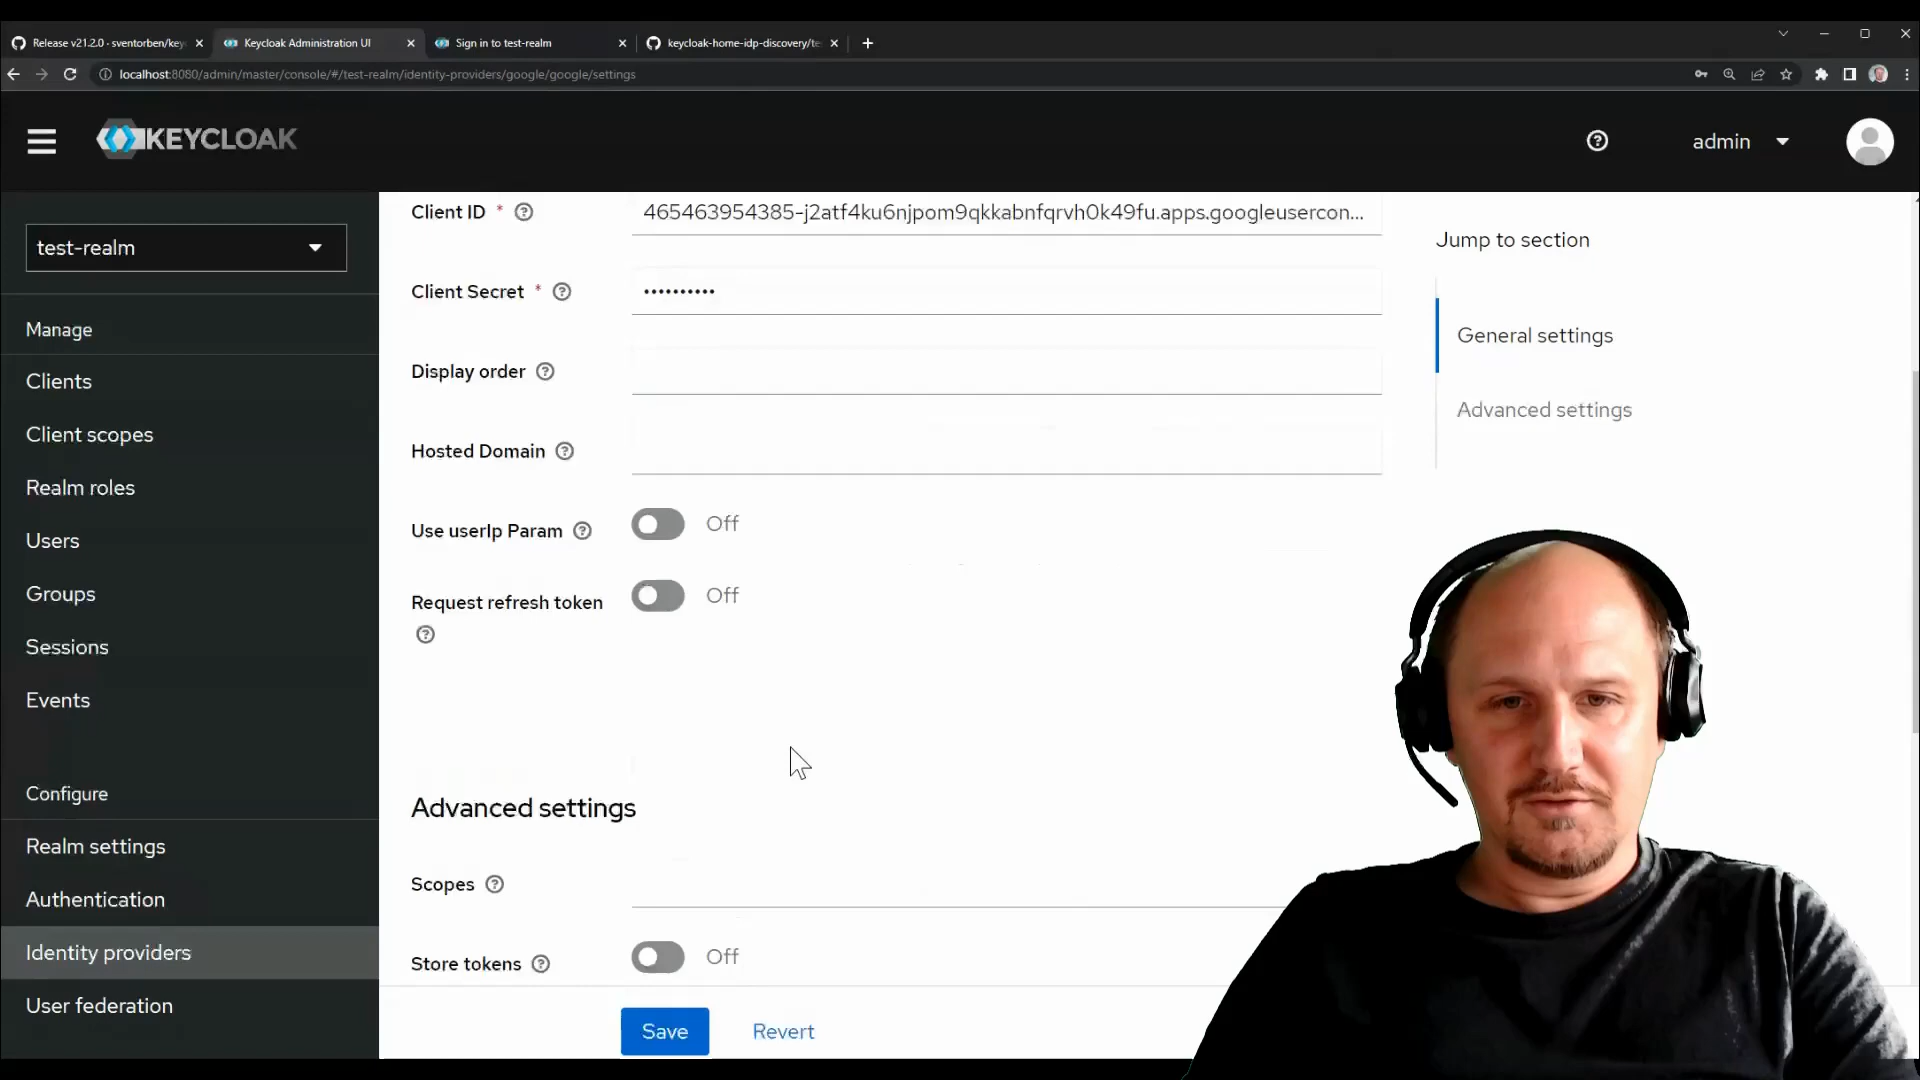 Release v21.2.0 - sventorben/key
Keycloak Administration UI
Sign in to test-realm
keycloak-home-idp-discovery/te
localhost:8080/admin/master/console/#/test-realm/identity-providers/google/google/settings
KEYCLOAK
admin
test-realm
Manage
Clients
Client scopes
Realm roles
Users
Groups
Sessions
Events
Configure
Realm settings
Authentication
Identity providers
User federation
Client ID *
465463954385-j2atf4ku6njpom9qkkabnfqrvh0k49fu.apps.googleusercon...
Client Secret *
••••••••••
Display order
Hosted Domain
Use userIp Param
Off
Request refresh token
Off
Advanced settings
Scopes
Store tokens
Off
Save
Revert
Jump to section
General settings
Advanced settings